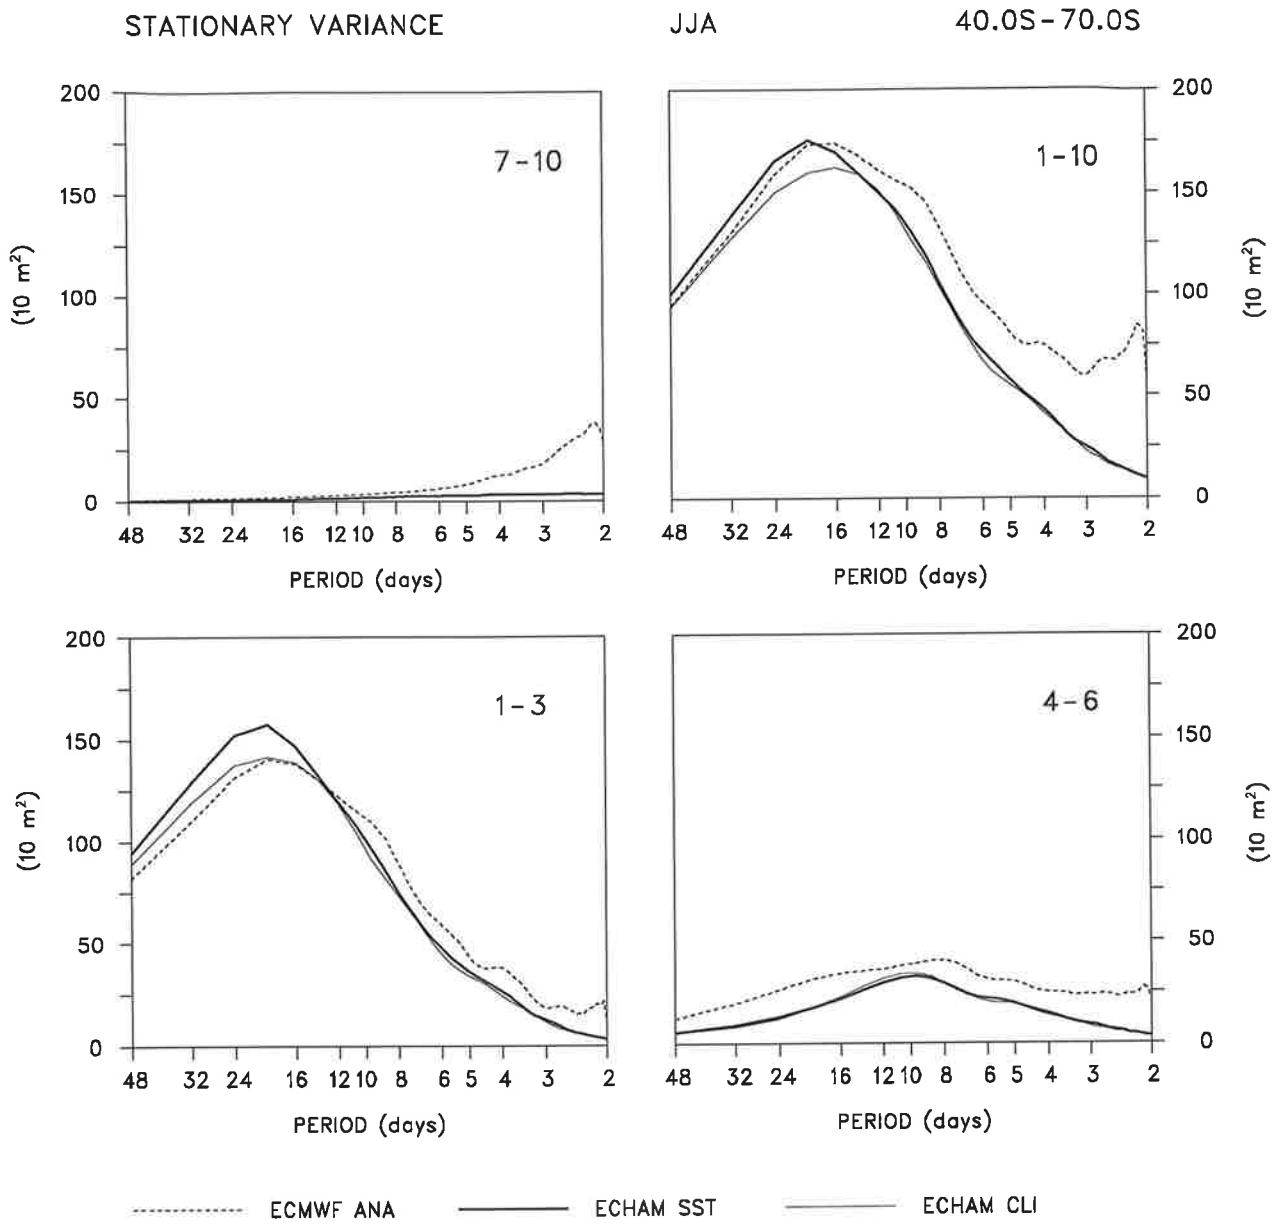 STATIONARY VARIANCE JJA 40.0S-70.0S
200
150
100
50
0
(10 m²)
7-10
48 32 24 16 12 10 8 6 5 4 3 2
PERIOD (days)
1-10
200
150
100
50
0
(10 m²)
48 32 24 16 12 10 8 6 5 4 3 2
PERIOD (days)
200
150
100
50
0
(10 m²)
1-3
48 32 24 16 12 10 8 6 5 4 3 2
PERIOD (days)
4-6
200
150
100
50
0
(10 m²)
48 32 24 16 12 10 8 6 5 4 3 2
PERIOD (days)
ECMWF ANA ECHAM SST ECHAM CLI